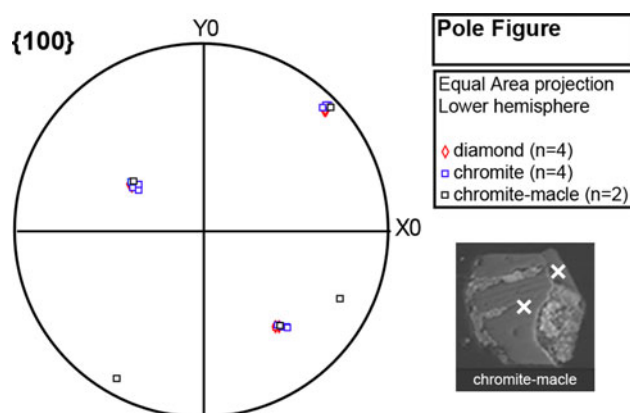 {100}
Y0
X0
Pole Figure
Equal Area projection
Lower hemisphere
diamond (n=4)
chromite (n=4)
chromite-macle (n=2)
chromite-macle